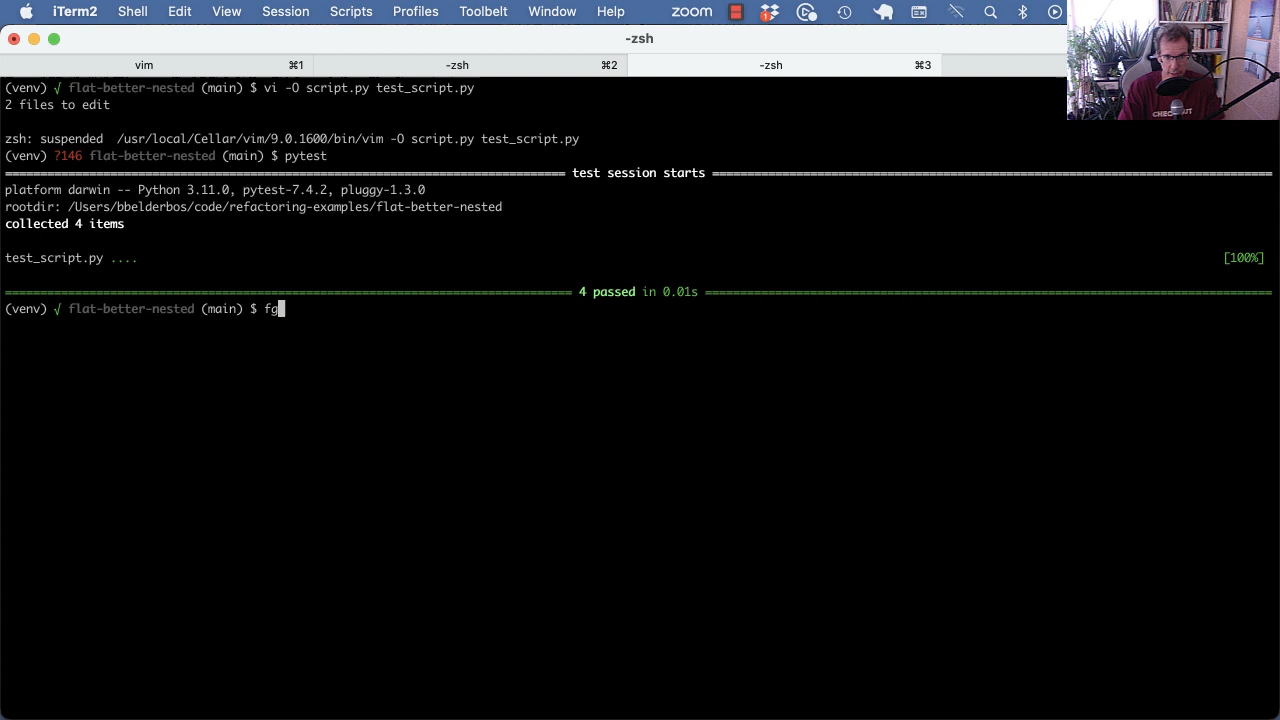 iTerm2 Shell Edit View Session Scripts Profiles Toolbelt Window Help zoom 1
-zsh
vim ⌘1 -zsh ⌘2 -zsh ⌘3
(venv) √ flat-better-nested (main) $ vi -O script.py test_script.py
2 files to edit
zsh: suspended  /usr/local/Cellar/vim/9.0.1600/bin/vim -O script.py test_script.py
(venv) ?146 flat-better-nested (main) $ pytest
test session starts
platform darwin -- Python 3.11.0, pytest-7.4.2, pluggy-1.3.0
rootdir: /Users/bbelderbos/code/refactoring-examples/flat-better-nested
collected 4 items
test_script.py .... [100%]
4 passed in 0.01s
(venv) √ flat-better-nested (main) $ fg